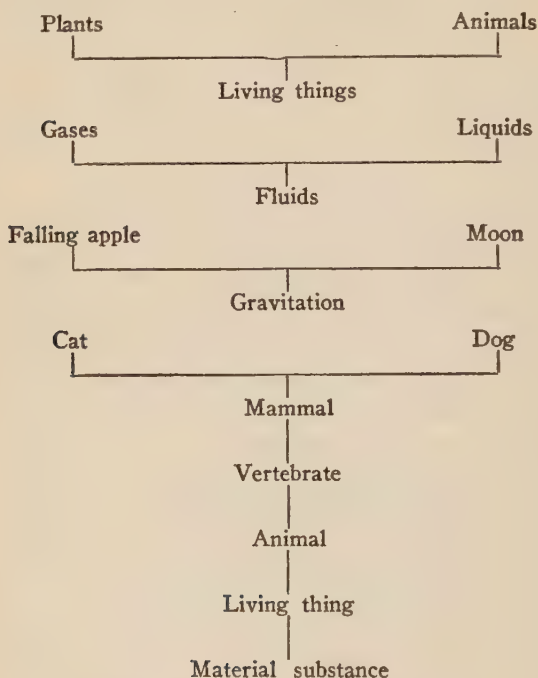 Plants Animals
Living things
Gases Liquids
Fluids
Falling apple Moon
Gravitation
Cat Dog
Mammal
Vertebrate
Animal
Living thing
Material substance